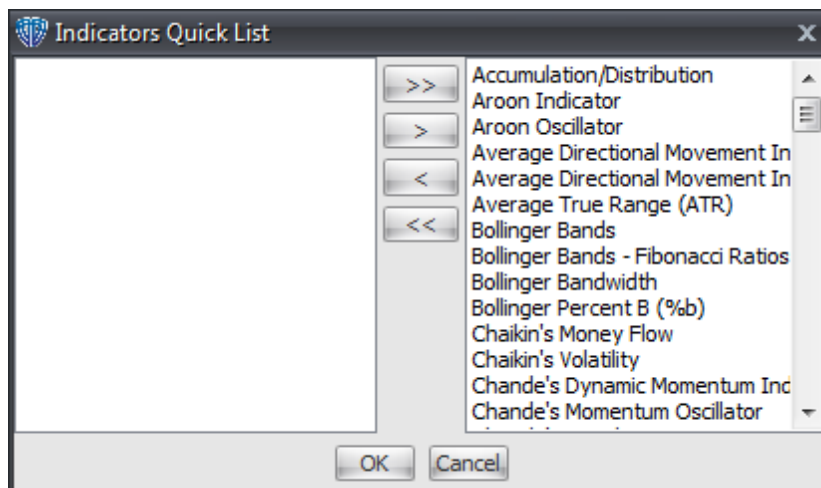 Indicators Quick List
x
>>
>
<
<<
Accumulation/Distribution
Aroon Indicator
Aroon Oscillator
Average Directional Movement In
Average Directional Movement In
Average True Range (ATR)
Bollinger Bands
Bollinger Bands - Fibonacci Ratios
Bollinger Bandwidth
Bollinger Percent B (%b)
Chaikin's Money Flow
Chaikin's Volatility
Chande's Dynamic Momentum Ind
Chande's Momentum Oscillator
OK
Cancel